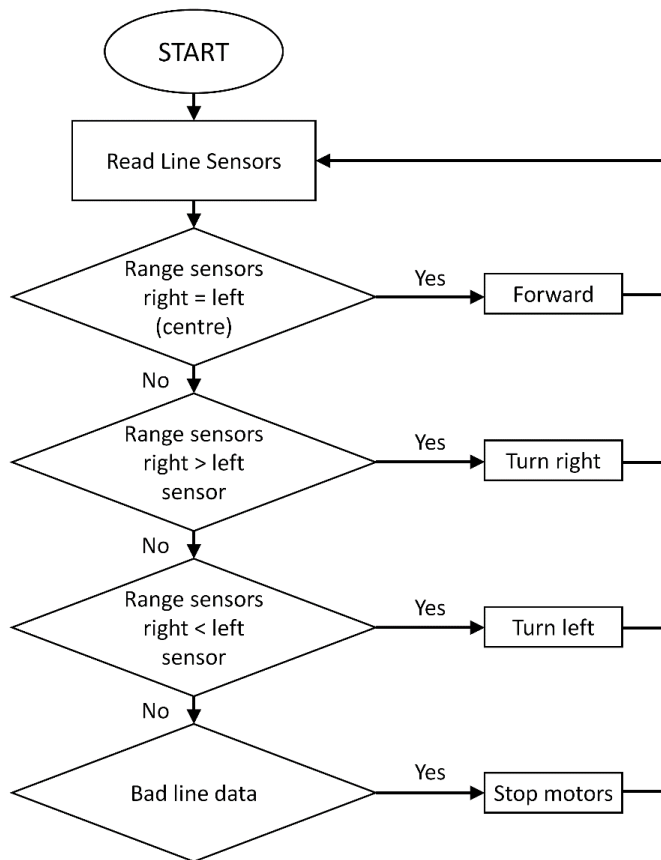 START
Read Line Sensors
Range sensors
right = left
(centre)
Yes
Forward
No
Range sensors
right > left
sensor
Yes
Turn right
No
Range sensors
right < left
sensor
Yes
Turn left
No
Bad line data
Yes
Stop motors